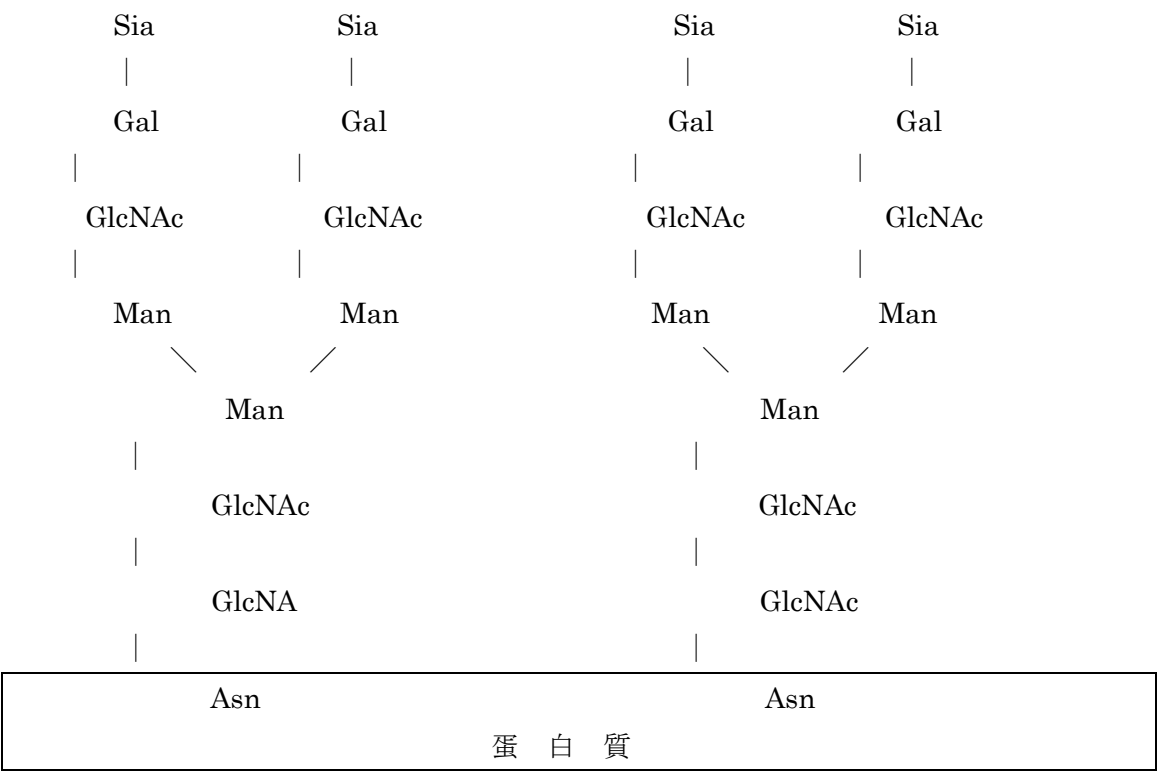 Sia Sia Sia Sia
Gal Gal Gal Gal
GlcNAc GlcNAc GlcNAc GlcNAc
Man Man Man Man
Man Man
GlcNAc GlcNAc
GlcNA GlcNAc
Asn Asn
蛋 白 質